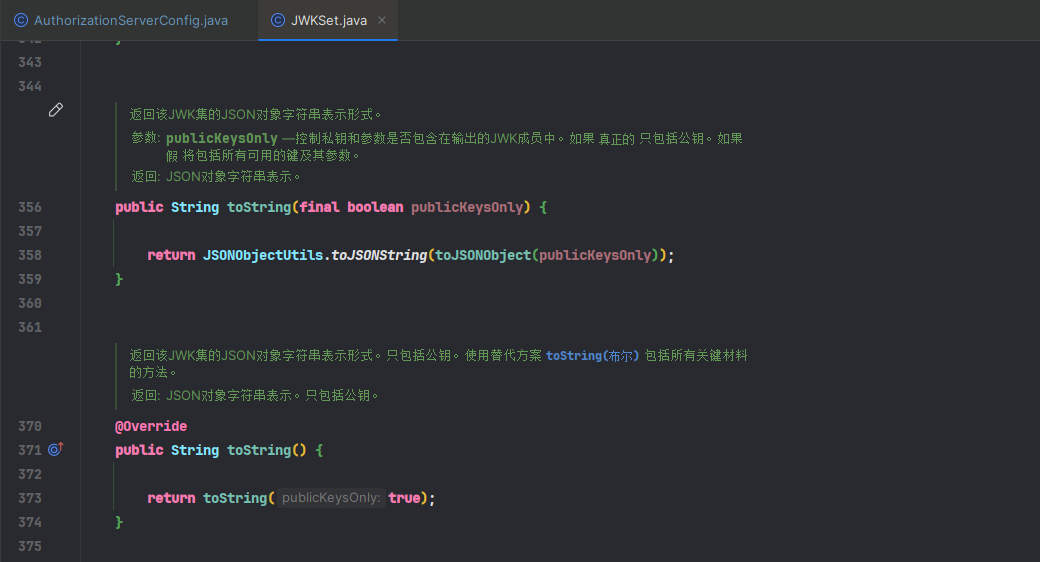 AuthorizationServerConfig.java
JWKSet.java
343
344
返回该JWK集的JSON对象字符串表示形式。
参数: publicKeysOnly —控制私钥和参数是否包含在输出的JWK成员中。如果 真正的 只包括公钥。如果
假 将包括所有可用的键及其参数。
返回: JSON对象字符串表示。
356 public String toString(final boolean publicKeysOnly) {
357
358 return JSONObjectUtils.toJSONString(toJSONObject(publicKeysOnly));
359 }
360
361
返回该JWK集的JSON对象字符串表示形式。只包括公钥。使用替代方案 toString(布尔) 包括所有关键材料
的方法。
返回: JSON对象字符串表示。只包括公钥。
370 @Override
371 public String toString() {
372
373 return toString( publicKeysOnly: true);
374 }
375